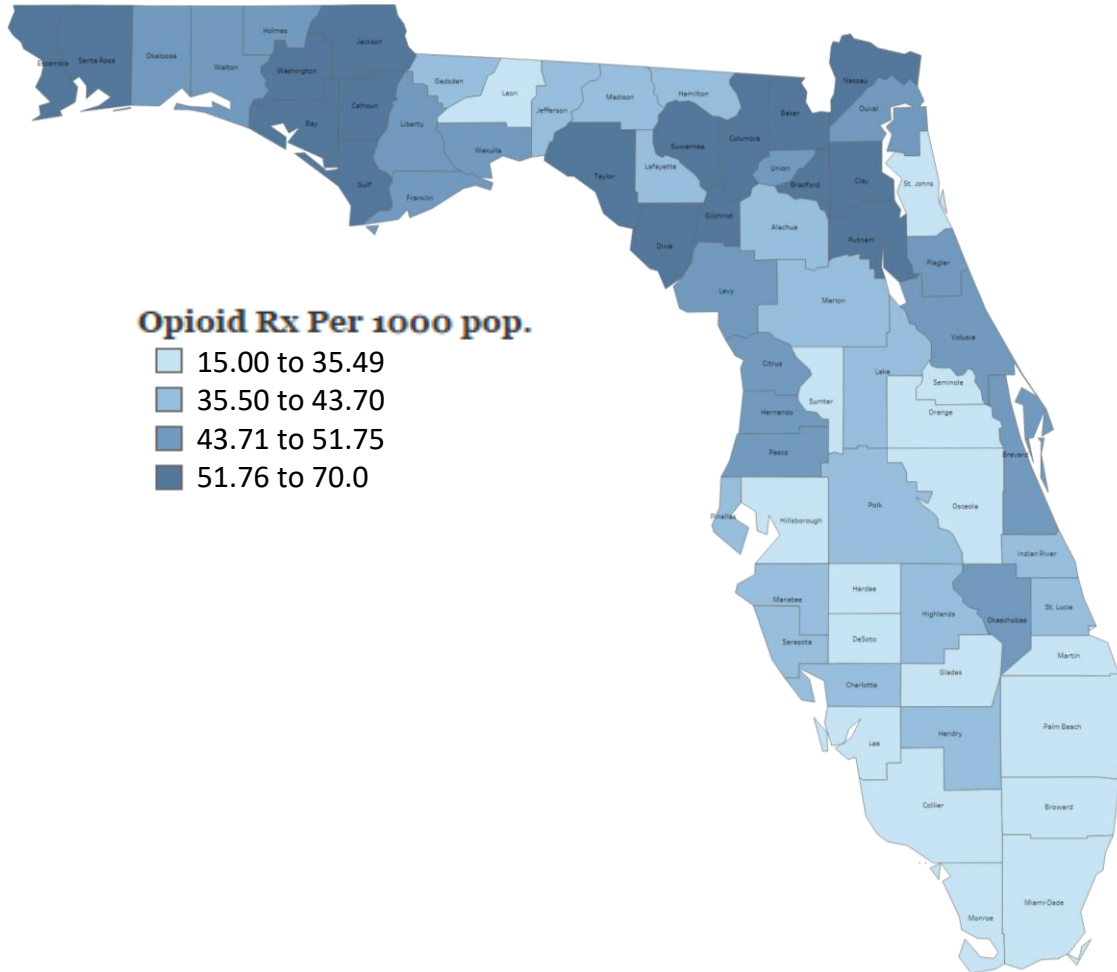 Holmes
Jackson
Escambia
Santa Rosa
Okaloosa
Walton
Washington
Gadsden
Leon
Madison
Hamilton
Nassau
Calhoun
Jefferson
Baker
Duval
Bay
Liberty
Wakulla
Suwannee
Columbia
Lafayette
Union
Taylor
Bradford
Clay
St. Johns
Gulf
Franklin
Gilchrist
Alachua
Dixie
Putnam
Flagler
Levy
Marion
Opioid Rx Per 1000 pop.
15.00 to 35.49
35.50 to 43.70
43.71 to 51.75
51.76 to 70.0
Volusia
Citrus
Lake
Seminole
Sumter
Hernando
Orange
Pasco
Brevard
Polk
Osceola
Pinellas
Hillsborough
Indian River
Hardee
Manatee
Highlands
St. Lucie
Okeechobee
DeSoto
Sarasota
Martin
Glades
Charlotte
Palm Beach
Lee
Hendry
Collier
Broward
Miami-Dade
Monroe